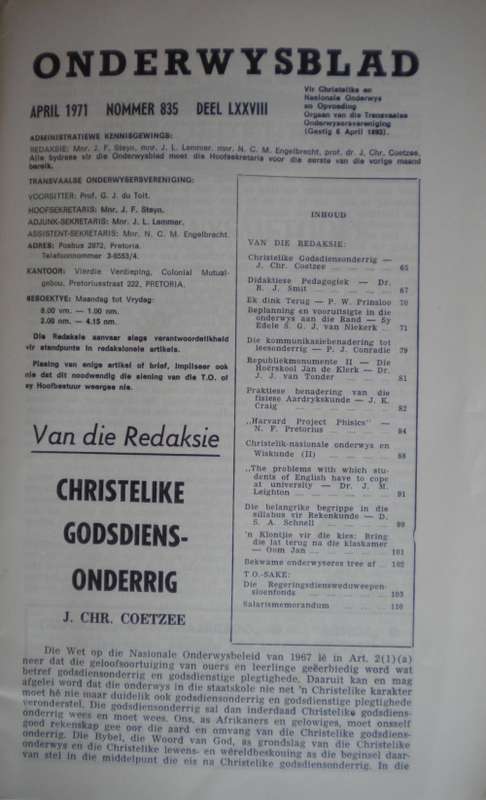 ONDERWYSBLAD
APRIL 1971 NOMMER 835 DEEL LXXVIII
Vir Christelike en
Nasionale Onderwys
en Opvoeding
Orgaan van die Transvaalse
Onderwysersvereniging
(Gestig 6 April 1893).
ADMINISTRATIEWE KENNISGEWINGS:
REDAKSIE: Mnr. J. F. Steyn, mnr. J. L. Lemmer, mnr. N. C. M. Engelbrecht, prof. dr. J. Chr. Coetzee.
Alle bydraes vir die Onderwysblad moet die Hoofsekretaris voor die eerste van die vorige maand
bereik.
TRANSVAALSE ONDERWYSERSVERENIGING:
VOORSITTER: Prof. G. J. du Toit.
HOOFSEKRETARIS: Mnr. J. F. Steyn.
ADJUNK-SEKRETARIS: Mnr. J. L. Lemmer.
ASSISTENT-SEKRETARIS: Mnr. N. C. M. Engelbrecht.
ADRES: Posbus 2872, Pretoria.
Telefoonnommer 3-6553/4.
KANTOOR: Vierde Verdieping, Colonial Mutual-
gebou, Pretoriusstraat 222, PRETORIA.
BESOEKTYE: Maandag tot Vrydag:
8.00 vm. — 1.00 nm.
2.00 nm. — 4.15 nm.
Die Redaksie aanvaar slegs verantwoordelikheid
vir standpunte in redaksionele artikels.
Plasing van enige artikel of brief, impliseer ook
nie dat dit noodwendig die siening van die T.O. of
sy Hoofbestuur weergee nie.
Van die Redaksie
CHRISTELIKE
GODSDIENS-
ONDERRIG
J. CHR. COETZEE
INHOUD
VAN DIE REDAKSIE:
Christelike Godsdiensonderrig —
J. Chr. Coetzee 65
Didaktiese Pedagogiek — Dr.
B. J. Smit 67
Ek dink Terug — P. W. Prinsloo 70
Beplanning en vooruitsigte in die
onderwys aan die Rand — Sy
Edele S. G. J. van Niekerk 71
Die kommunikasiebenadering tot
leesonderrig — P. J. Conradie 79
Republiekmonumente II — Die
Hoërskool Jan de Klerk — Dr.
J. J. van Tonder 81
Praktiese benadering van die
fisiese Aardrykskunde — J. K.
Craig 82
„Harvard Project Phisics" —
N. F. Pretorius 84
Christelik-nasionale onderwys en
Wiskunde (II) 88
„The problems with which stu-
dents of English have to cope
at university — Dr. J. M.
Leighton 91
Die belangrike begrippe in die
sillabus vir Rekenkunde — D.
S. A. Schnell 99
'n Klontjie vir die kies: Bring
die lat terug na die klaskamer
— Oom Jan 101
Bekwame onderwyseres tree af 102
T.O.-SAKE:
Die Regeringsdiensweduweepen-
sioenfonds 103
Salarismemorandum 110
Die Wet op die Nasionale Onderwysbeleid van 1967 lê in Art. 2(1)(a)
neer dat die geloofsoortuiging van ouers en leerlinge geëerbiedig word wat
betref godsdiensonderrig en godsdienstige plegtighede. Daaruit kan en mag
afgelei word dat die onderwys in die staatskole nie net 'n Christelike karakter
moet hê nie maar duidelik ook godsdiensonderrig en godsdienstige plegtighede
veronderstel. Die godsdiensonderrig sal dan inderdaad Christelike godsdiens-
onderrig wees en moet wees. Ons, as Afrikaners en gelowiges, moet onsself
goed rekenskap gee oor die aard en omvang van die Christelike godsdiens-
onderrig. Die Bybel, die Woord van God, as grondslag van die Christelike
onderwys en die Christelike lewens- en wêreldbeskouing as die beginsel daar-
van stel in die middelpunt die eis na Christelike godsdiensonderrig. In die